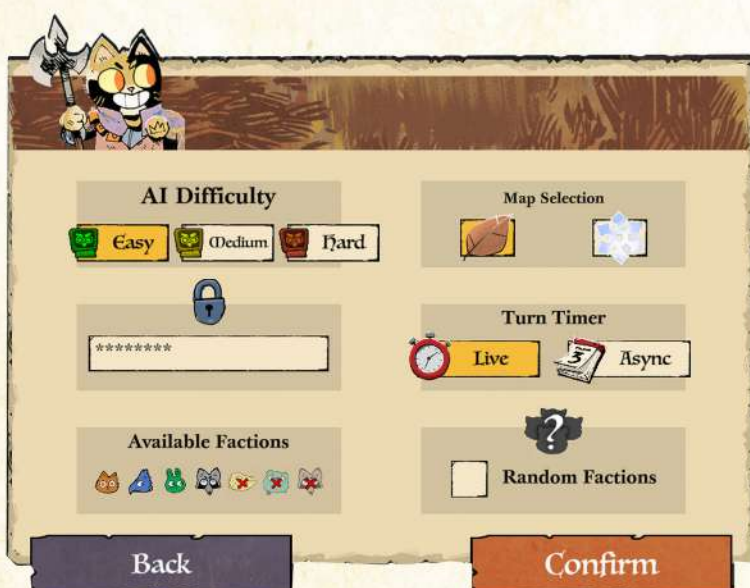 AI Difficulty
Easy
Medium
Hard
Map Selection
********
Turn Timer
Live
3
Async
Available Factions
?
Random Factions
Back
Confirm